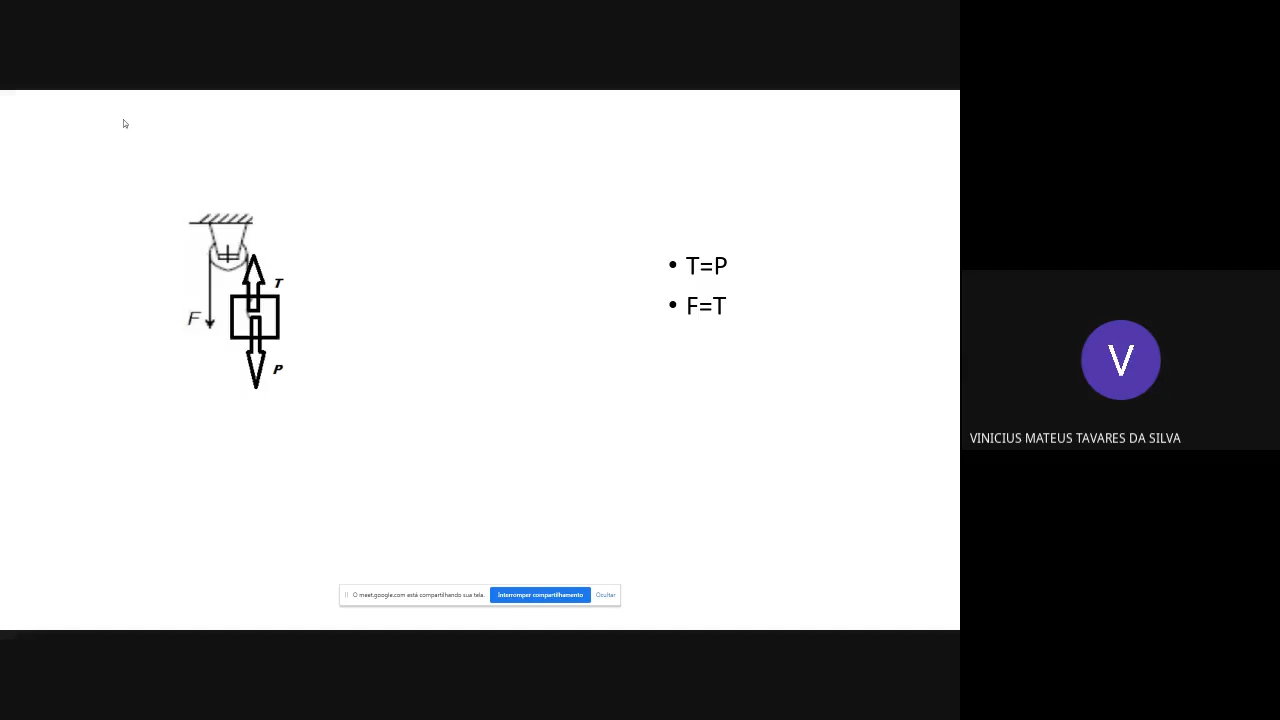 T
F
P
• T=P
• F=T
V
VINICIUS MATEUS TAVARES DA SILVA
O meet.google.com está compartilhando sua tela. Interromper compartilhamento Ocultar